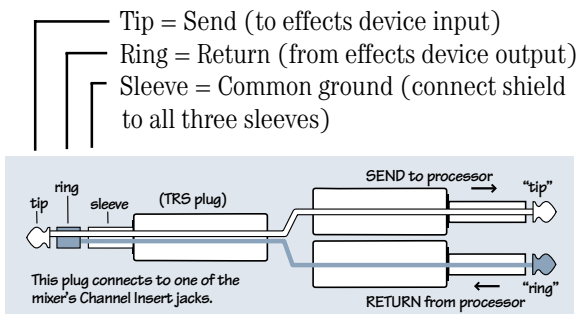 Tip = Send (to effects device input)
Ring = Return (from effects device output)
Sleeve = Common ground (connect shield
to all three sleeves)
SEND to processor
"tip"
ring
tip
sleeve
(TRS plug)
This plug connects to one of the
mixer's Channel Insert jacks.
"ring"
RETURN from processor